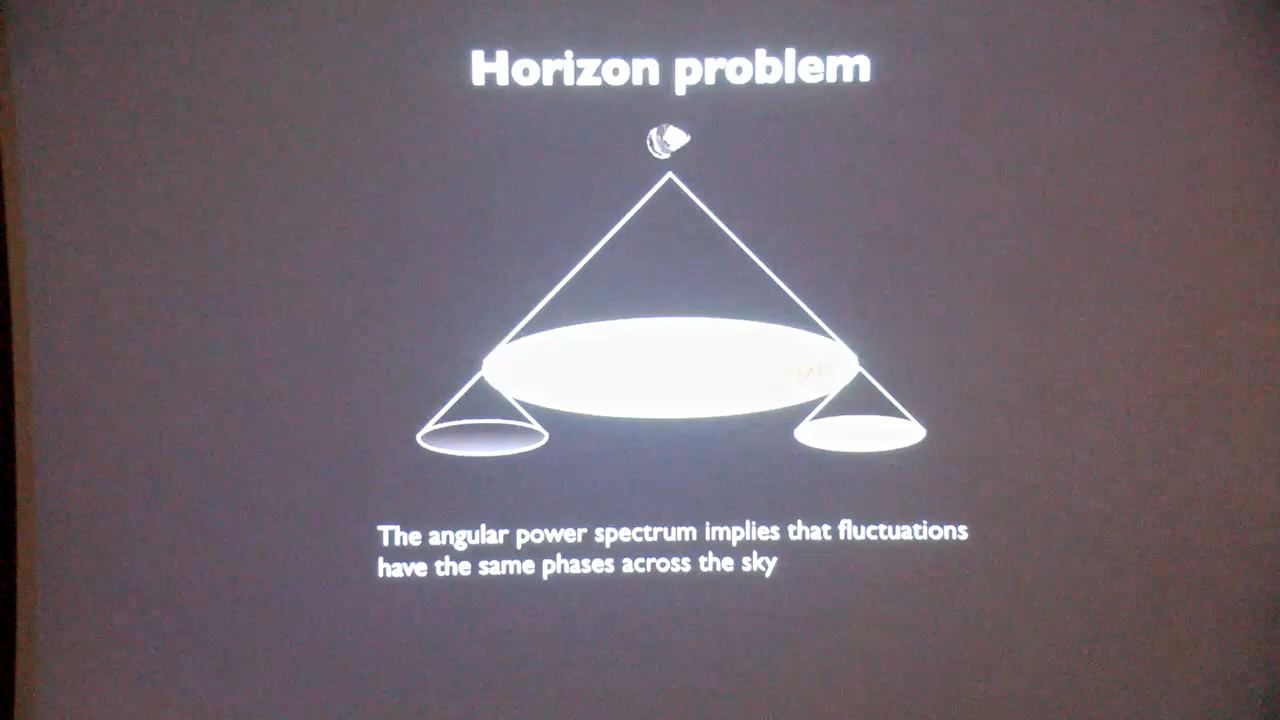 Horizon problem
The angular power spectrum implies that fluctuations
have the same phases across the sky